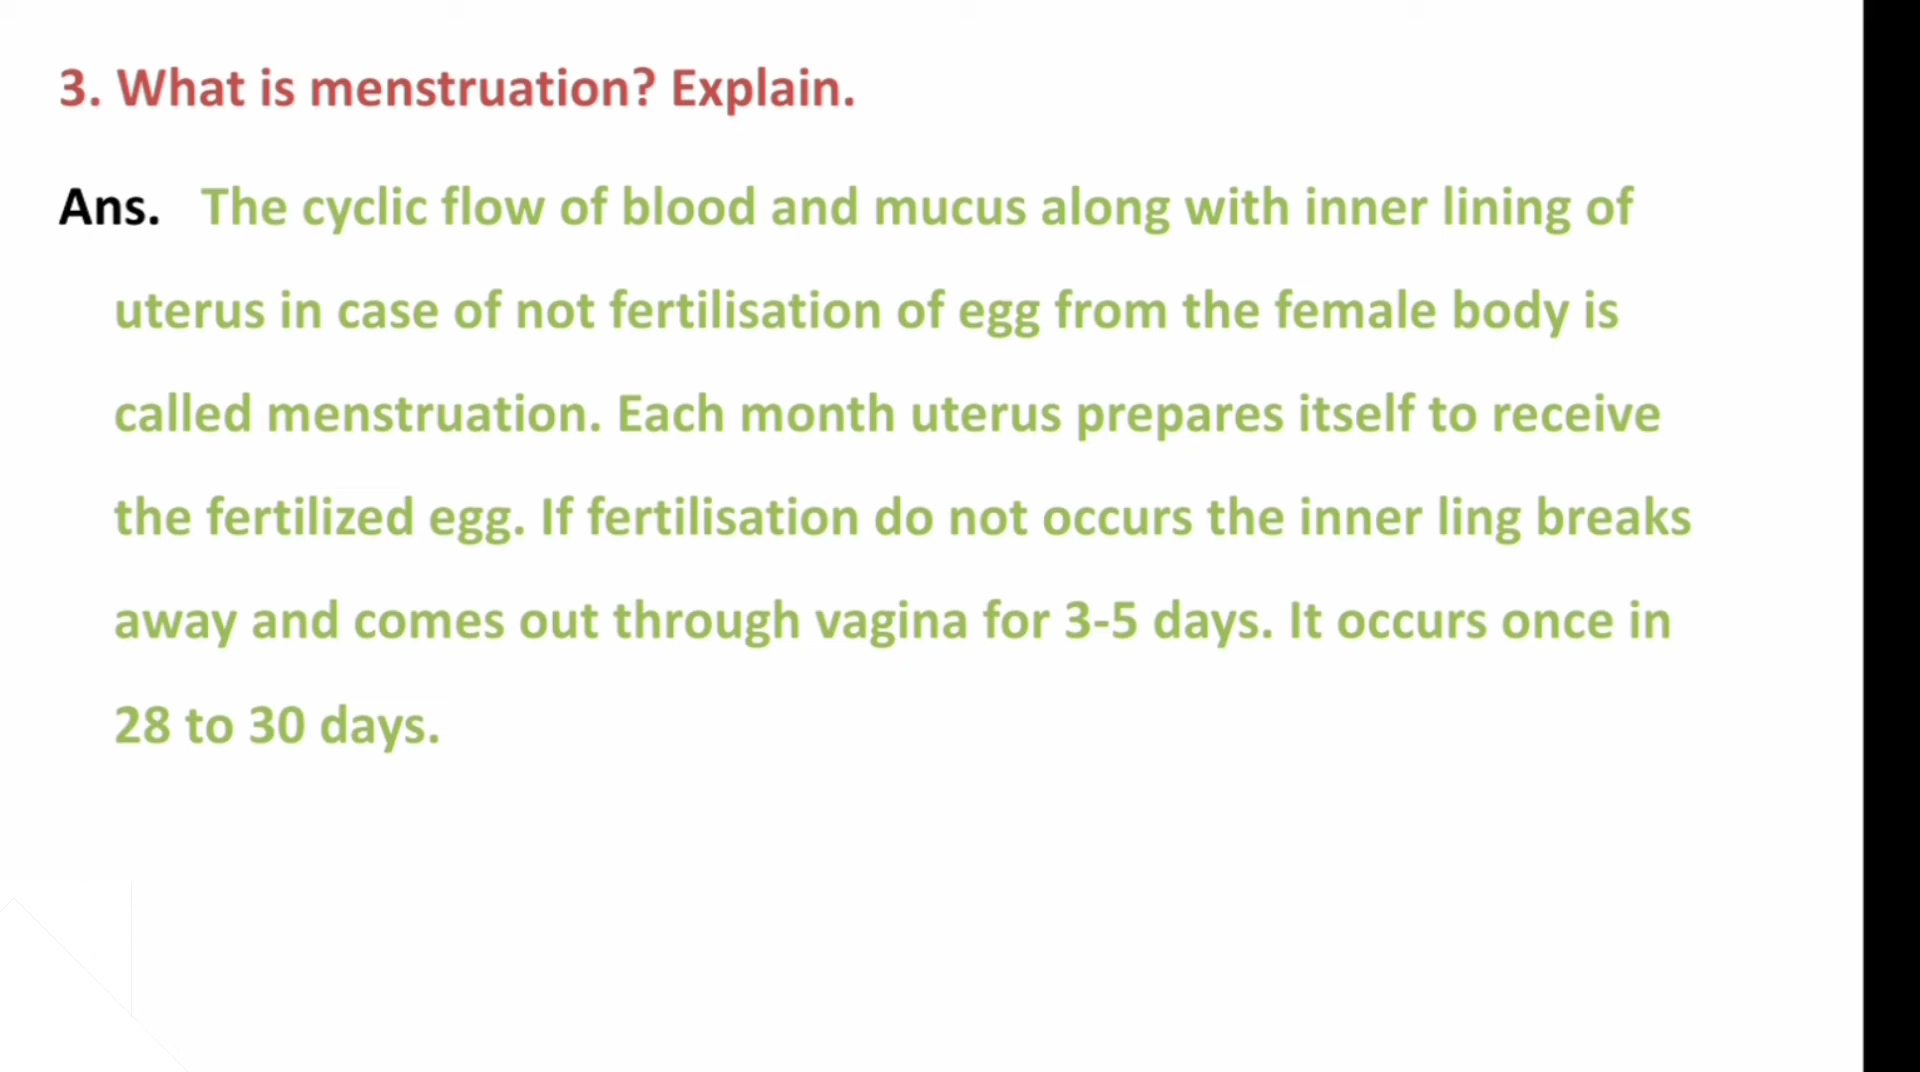 3. What is menstruation? Explain.
Ans. The cyclic flow of blood and mucus along with inner lining of
uterus in case of not fertilisation of egg from the female body is
called menstruation. Each month uterus prepares itself to receive
the fertilized egg. If fertilisation do not occurs the inner ling breaks
away and comes out through vagina for 3-5 days. It occurs once in
28 to 30 days.